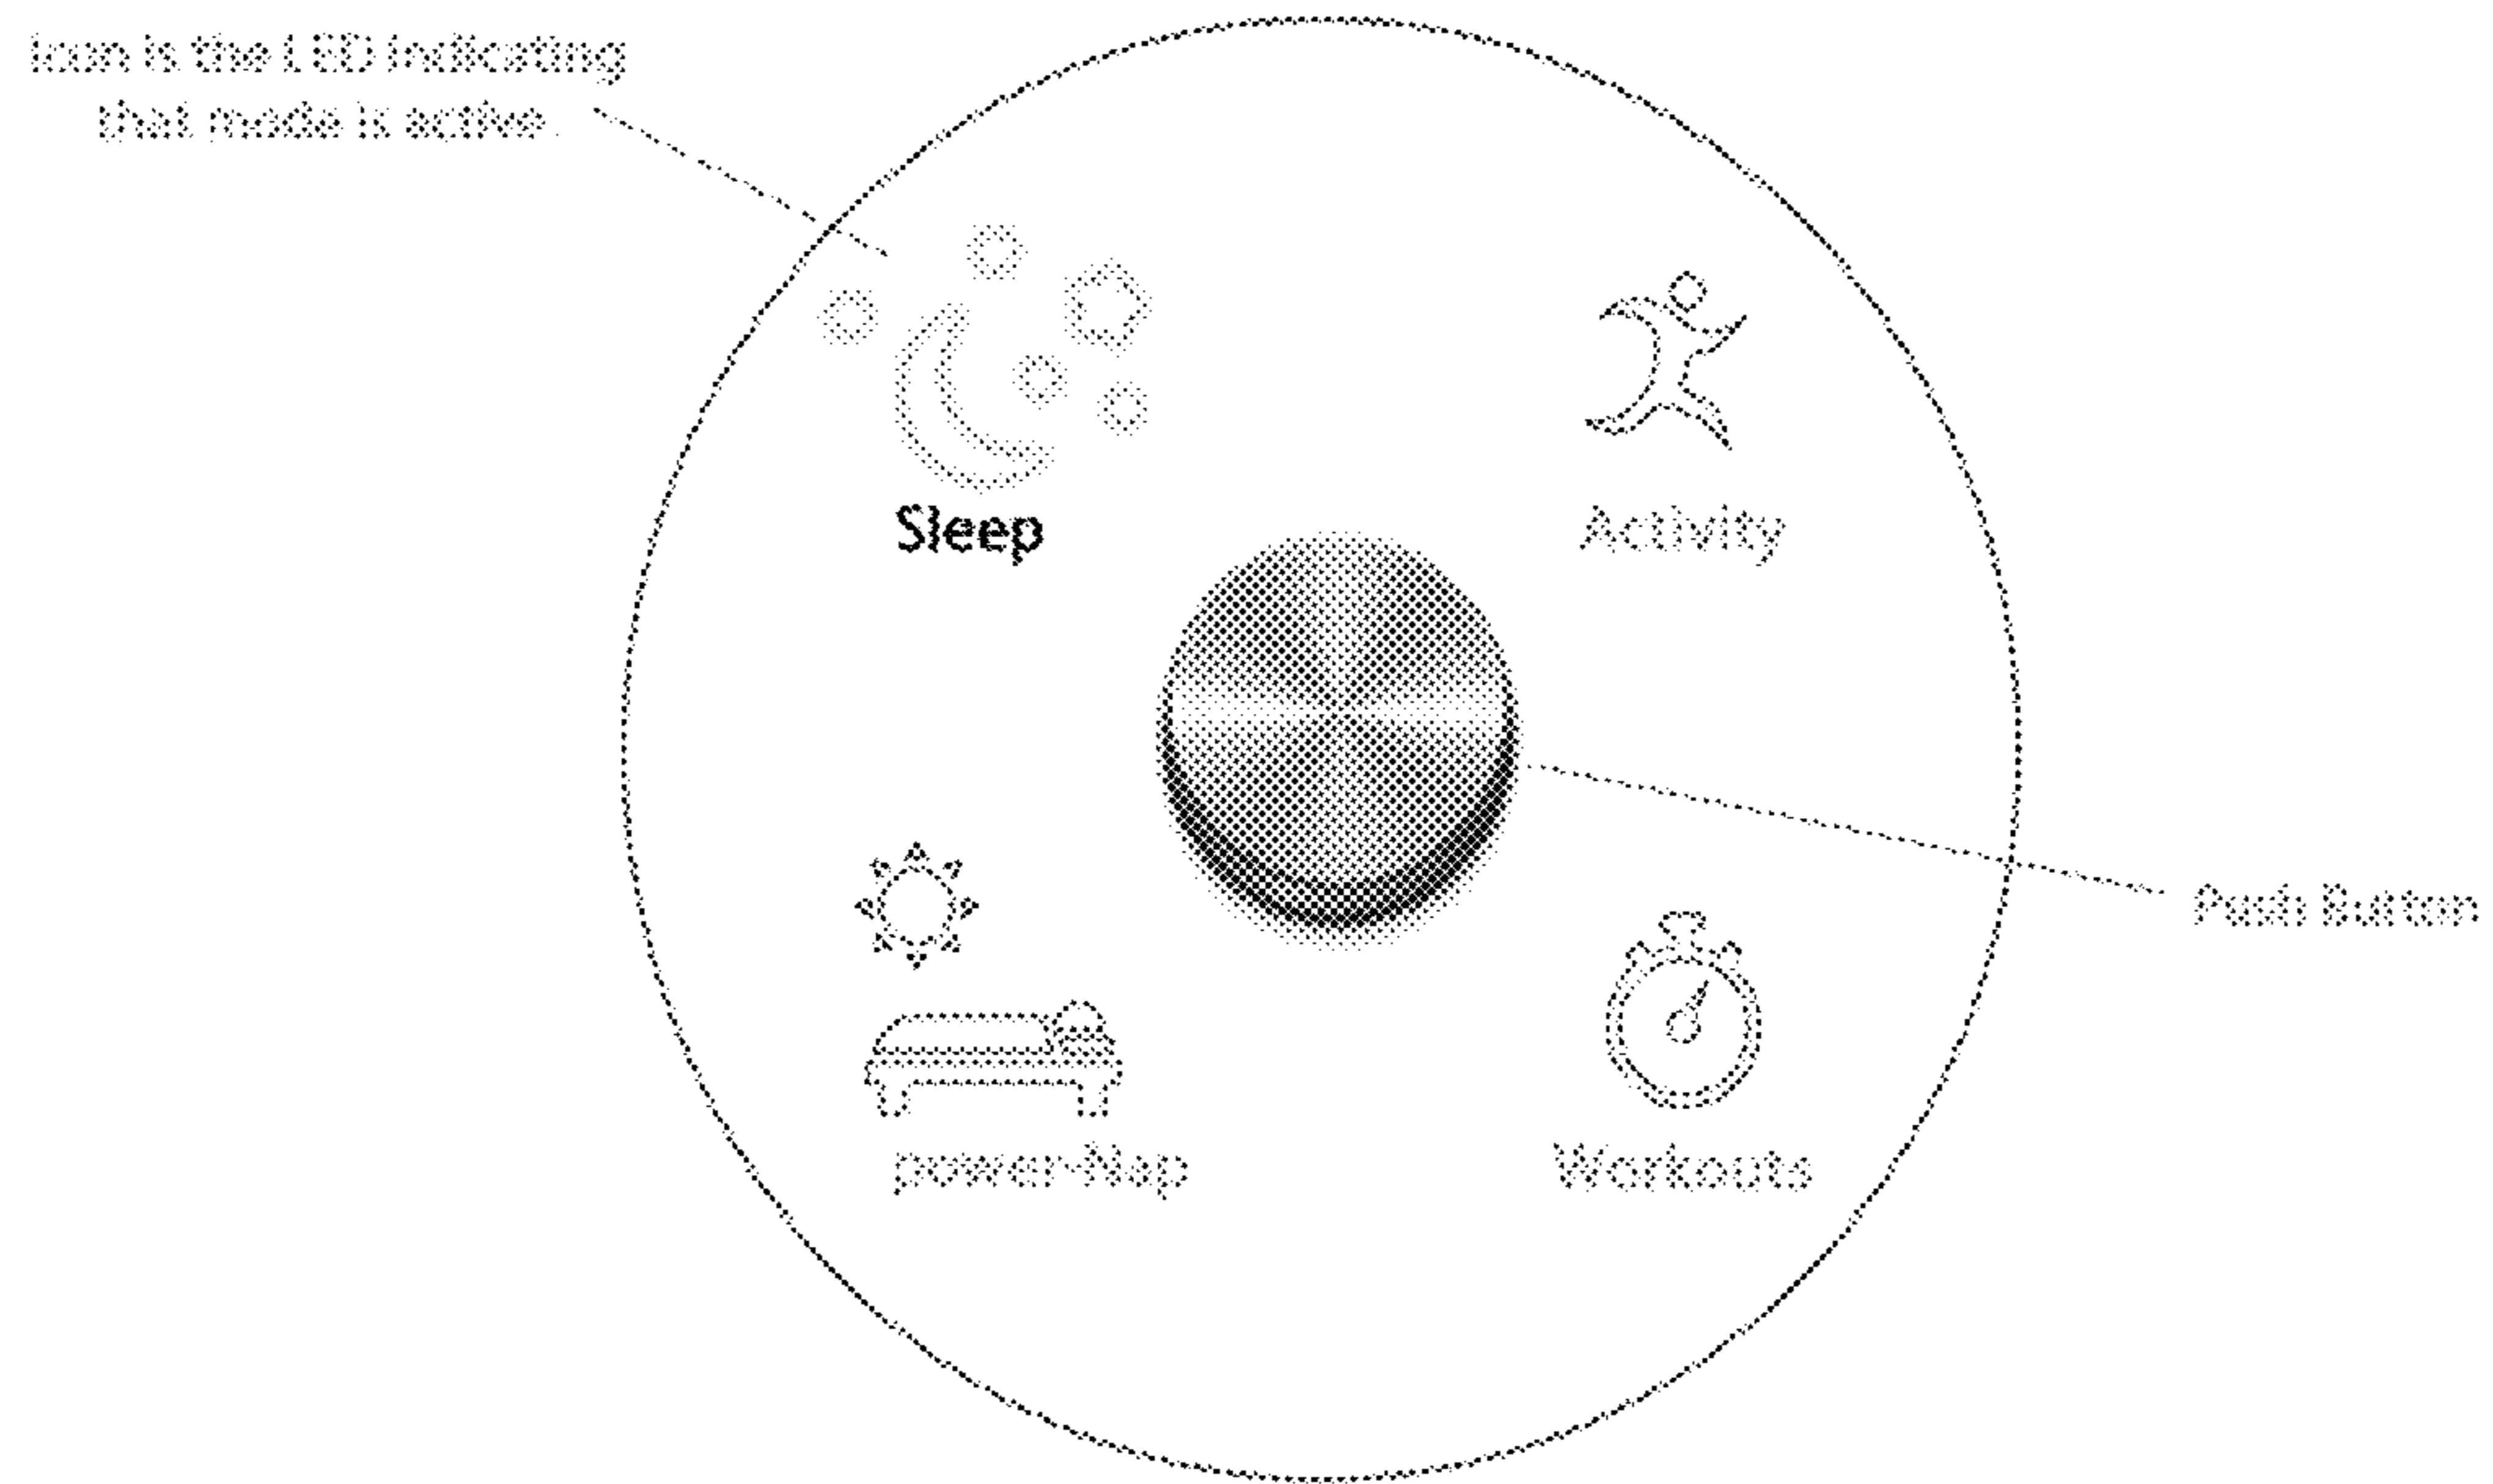 Icon is the LED indicating
that mode is active.
Sleep
Activity
Push Button
power-Nap
Workouts